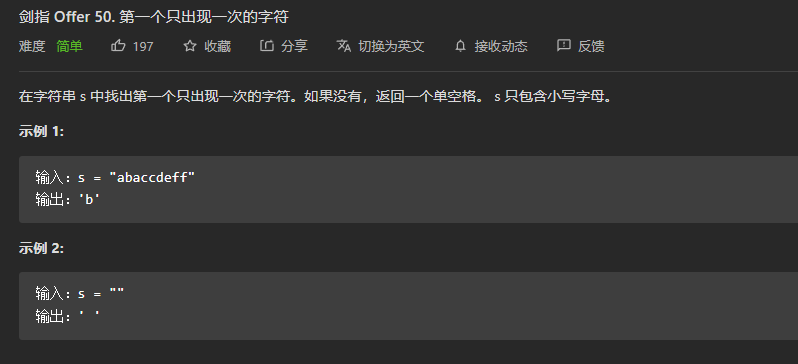 剑指 Offer 50. 第一个只出现一次的字符
难度 简单 197 收藏 分享 切换为英文 接收动态 反馈
在字符串 s 中找出第一个只出现一次的字符。如果没有，返回一个单空格。 s 只包含小写字母。
示例 1:
输入：s = "abaccdeff"
输出：'b'
示例 2:
输入：s = ""
输出：' '